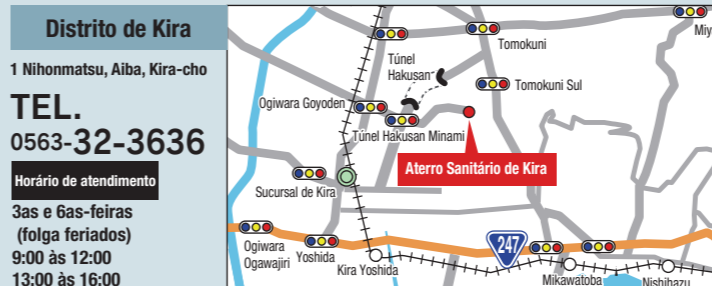 Distrito de Kira
1 Nihonmatsu, Aiba, Kira-cho
TEL.
0563-32-3636
Horário de atendimento
3as e 6as-feiras
(folga feriados)
9:00 às 12:00
13:00 às 16:00
Tomokuni
Túnel
Hakusan
Tomokuni Sul
Ogiwara Goyoden
Túnel Hakusan Minami
Aterro Sanitário de Kira
Sucursal de Kira
247
Ogiwara
Ogawajiri
Yoshida
Kira Yoshida
Mikawatoba
Nishihazu